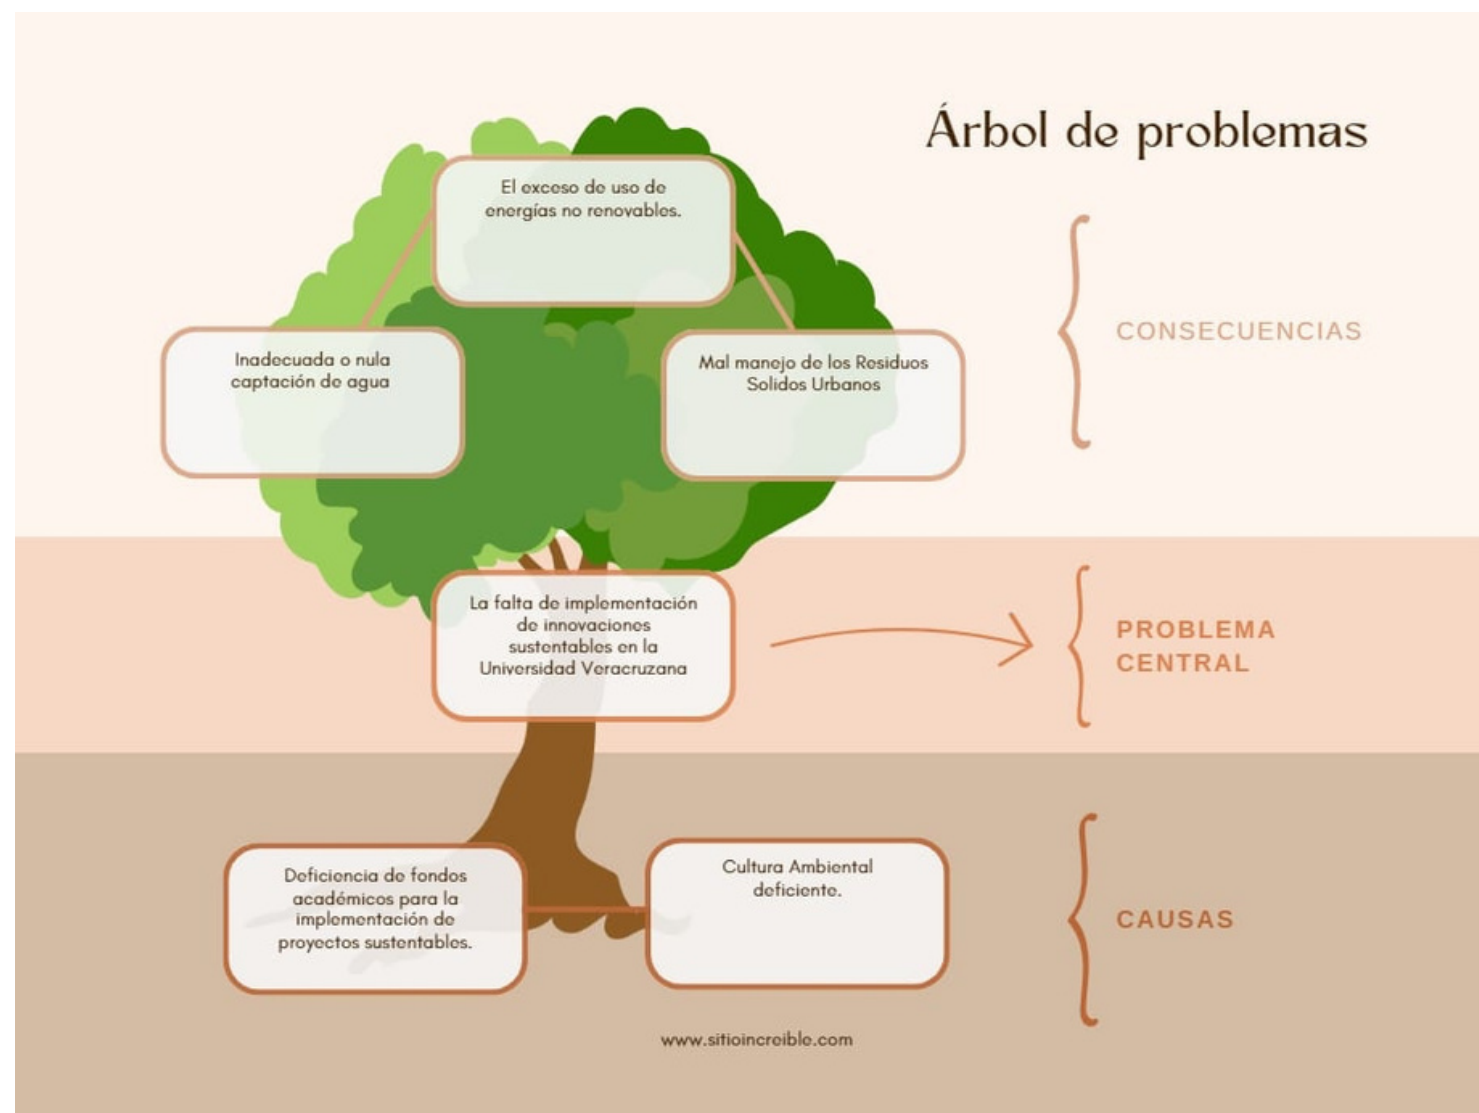 Árbol de problemas
El exceso de uso de
energías no renovables.
Inadecuada o nula
captación de agua
Mal manejo de los Residuos
Solidos Urbanos
CONSECUENCIAS
La falta de implementación
de innovaciones
sustentables en la
Universidad Veracruzana
PROBLEMA
CENTRAL
Deficiencia de fondos
académicos para la
implementación de
proyectos sustentables.
Cultura Ambiental
deficiente.
CAUSAS
www.sitioincreible.com